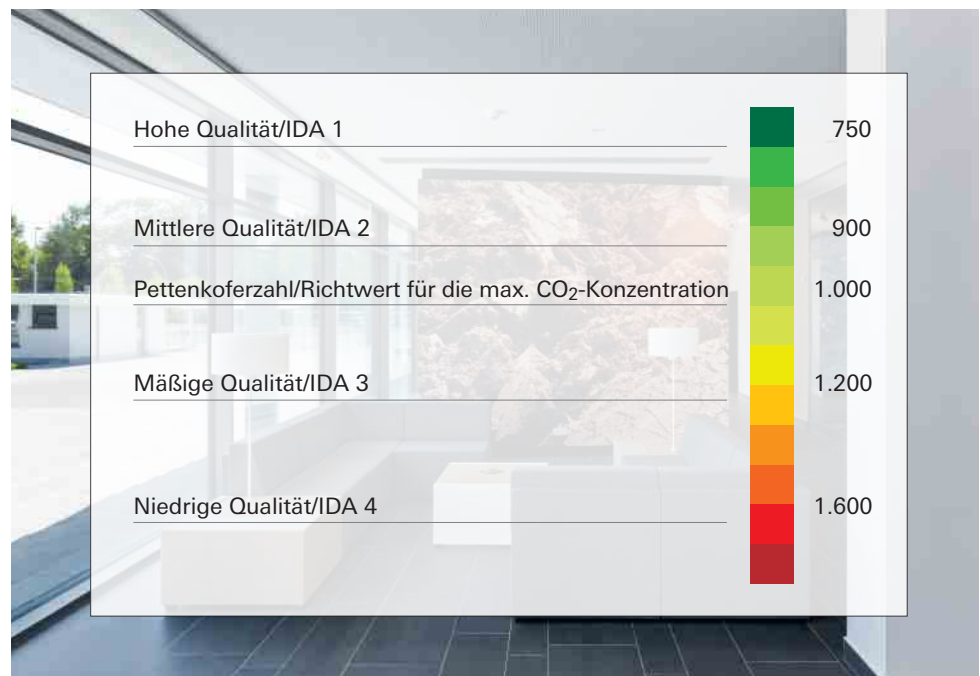 Hohe Qualität/IDA 1 750
Mittlere Qualität/IDA 2 900
Pettenkoferzahl/Richtwert für die max. CO₂-Konzentration 1.000
Mäßige Qualität/IDA 3 1.200
Niedrige Qualität/IDA 4 1.600